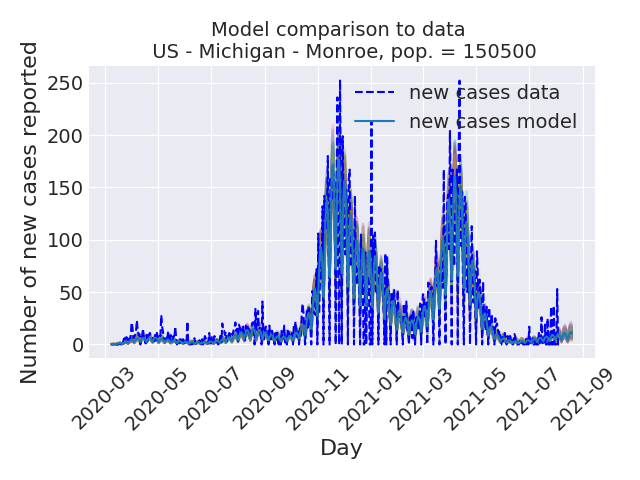 Model comparison to data
US - Michigan - Monroe, pop. = 150500
Number of new cases reported
250
200
150
100
50
0
new cases data
new cases model
2020-03
2020-05
2020-07
2020-09
2020-11
2021-01
2021-03
2021-05
2021-07
2021-09
Day